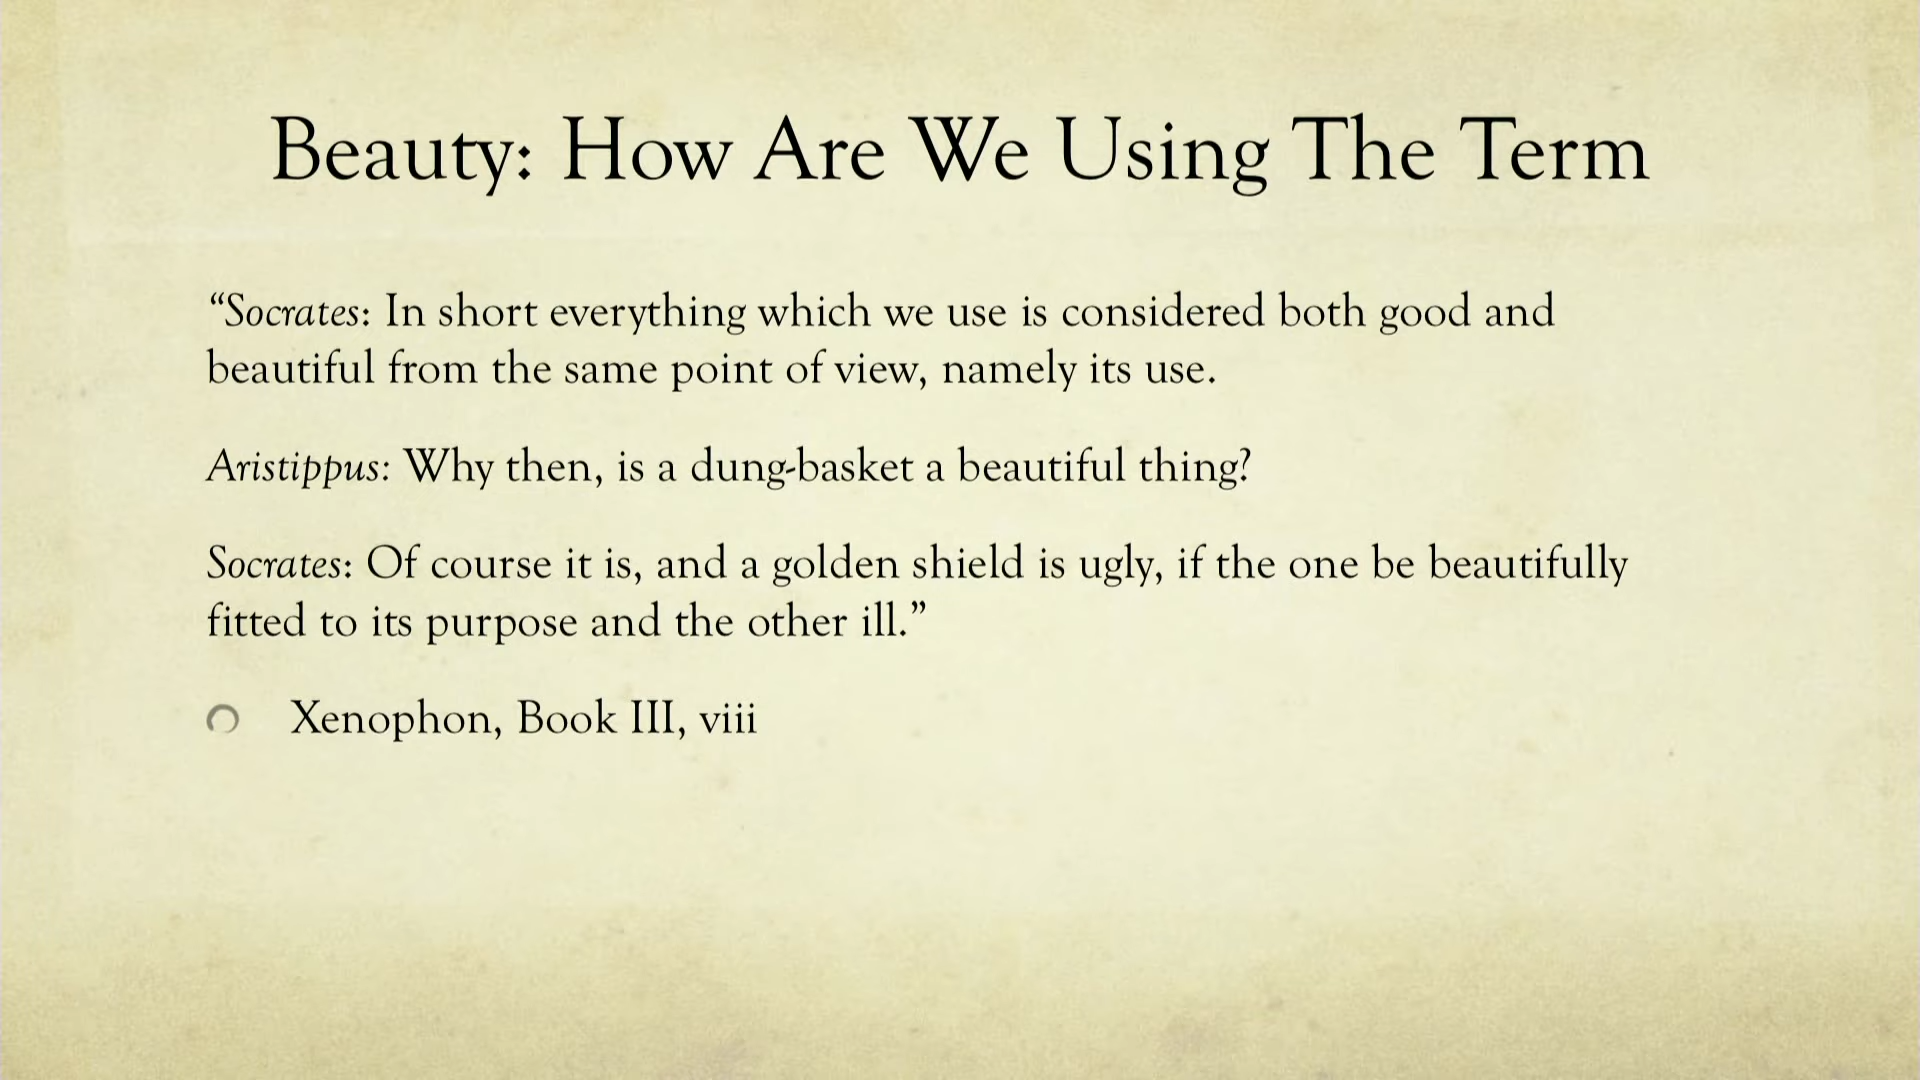 Beauty: How Are We Using The Term
“Socrates: In short everything which we use is considered both good and
beautiful from the same point of view, namely its use.
Aristippus: Why then, is a dung-basket a beautiful thing?
Socrates: Of course it is, and a golden shield is ugly, if the one be beautifully
fitted to its purpose and the other ill.”
Xenophon, Book III, viii